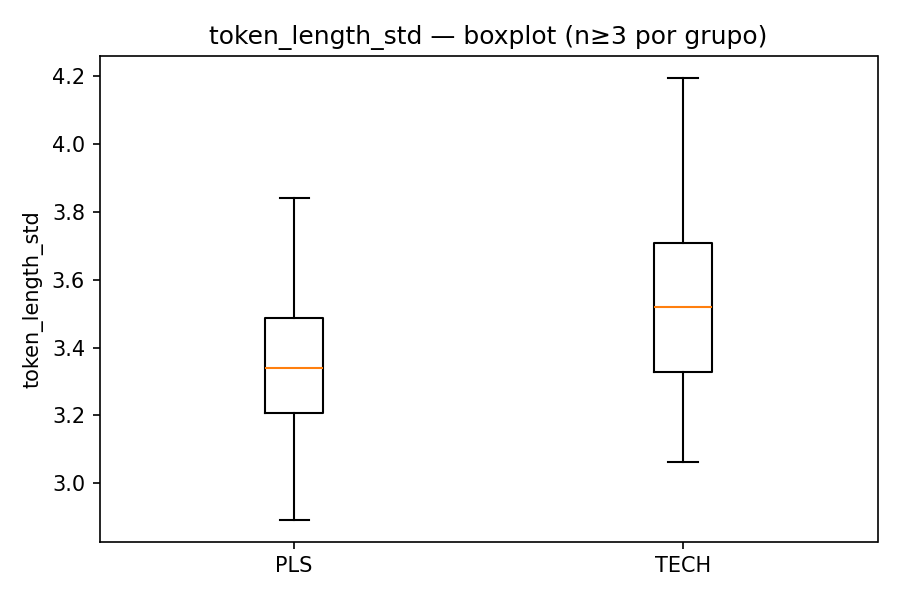 token_length_std — boxplot (n≥3 por grupo)
token_length_std
4.2
4.0
3.8
3.6
3.4
3.2
3.0
PLS
TECH